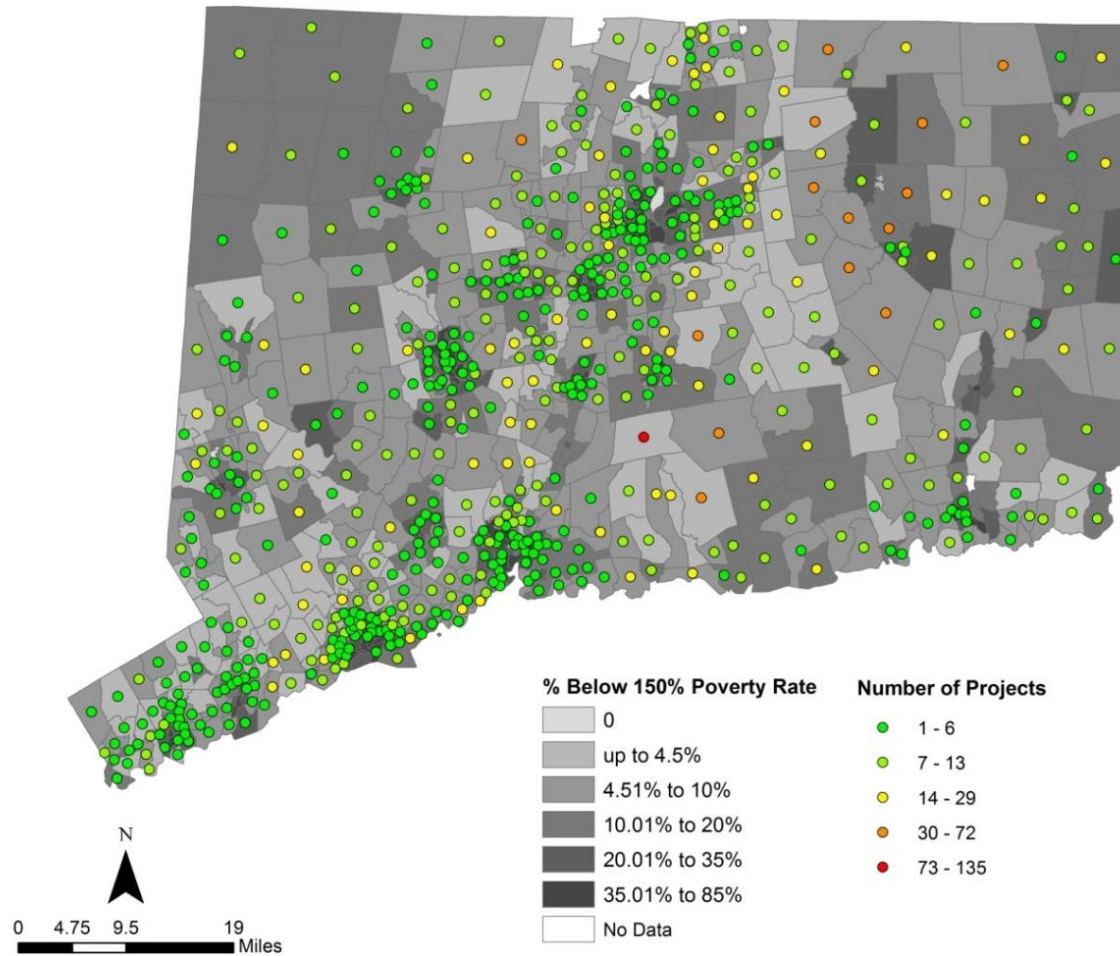 % Below 150% Poverty Rate
0
up to 4.5%
4.51% to 10%
10.01% to 20%
20.01% to 35%
35.01% to 85%
No Data
Number of Projects
1 - 6
7 - 13
14 - 29
30 - 72
73 - 135
N
0 4.75 9.5 19
Miles